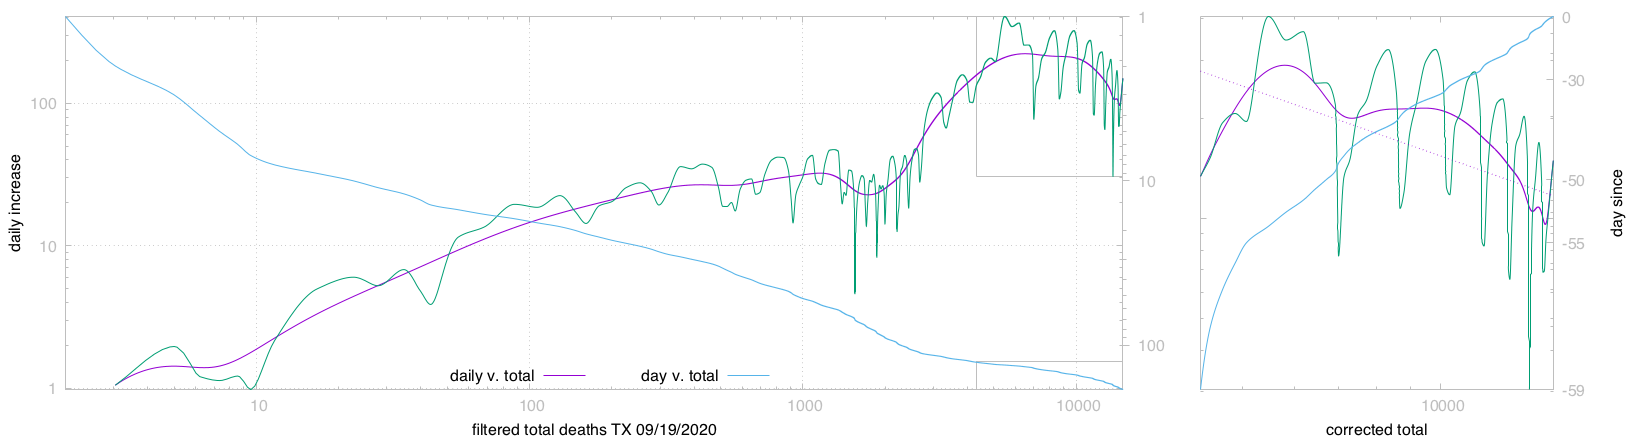 daily increase
100
10
1
10
100
1000
10000
1
10
100
daily v. total
day v. total
filtered total deaths TX 09/19/2020
0
-30
-50
-55
-59
10000
day since
corrected total